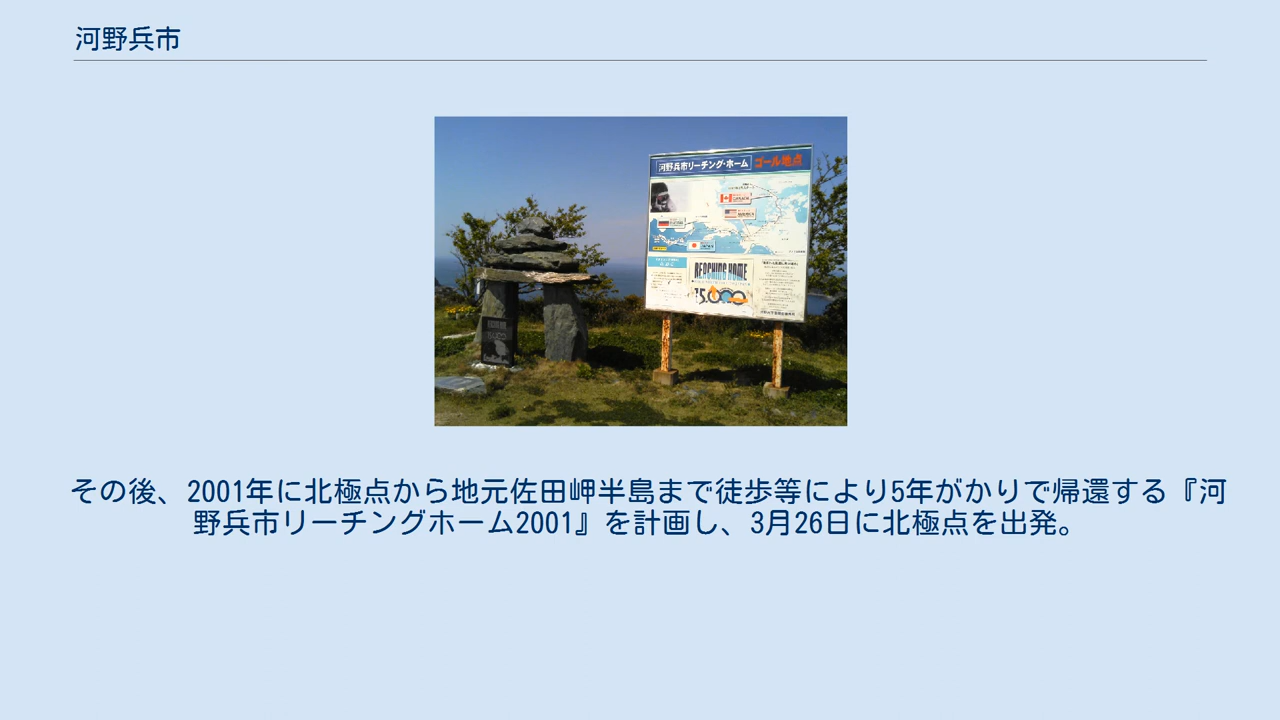 河野兵市
河野兵市リーチング・ホーム ゴール地点
REACHING HOME
15,000
その後、2001年に北極点から地元佐田岬半島まで徒歩等により5年がかりで帰還する『河
野兵市リーチングホーム2001』を計画し、3月26日に北極点を出発。